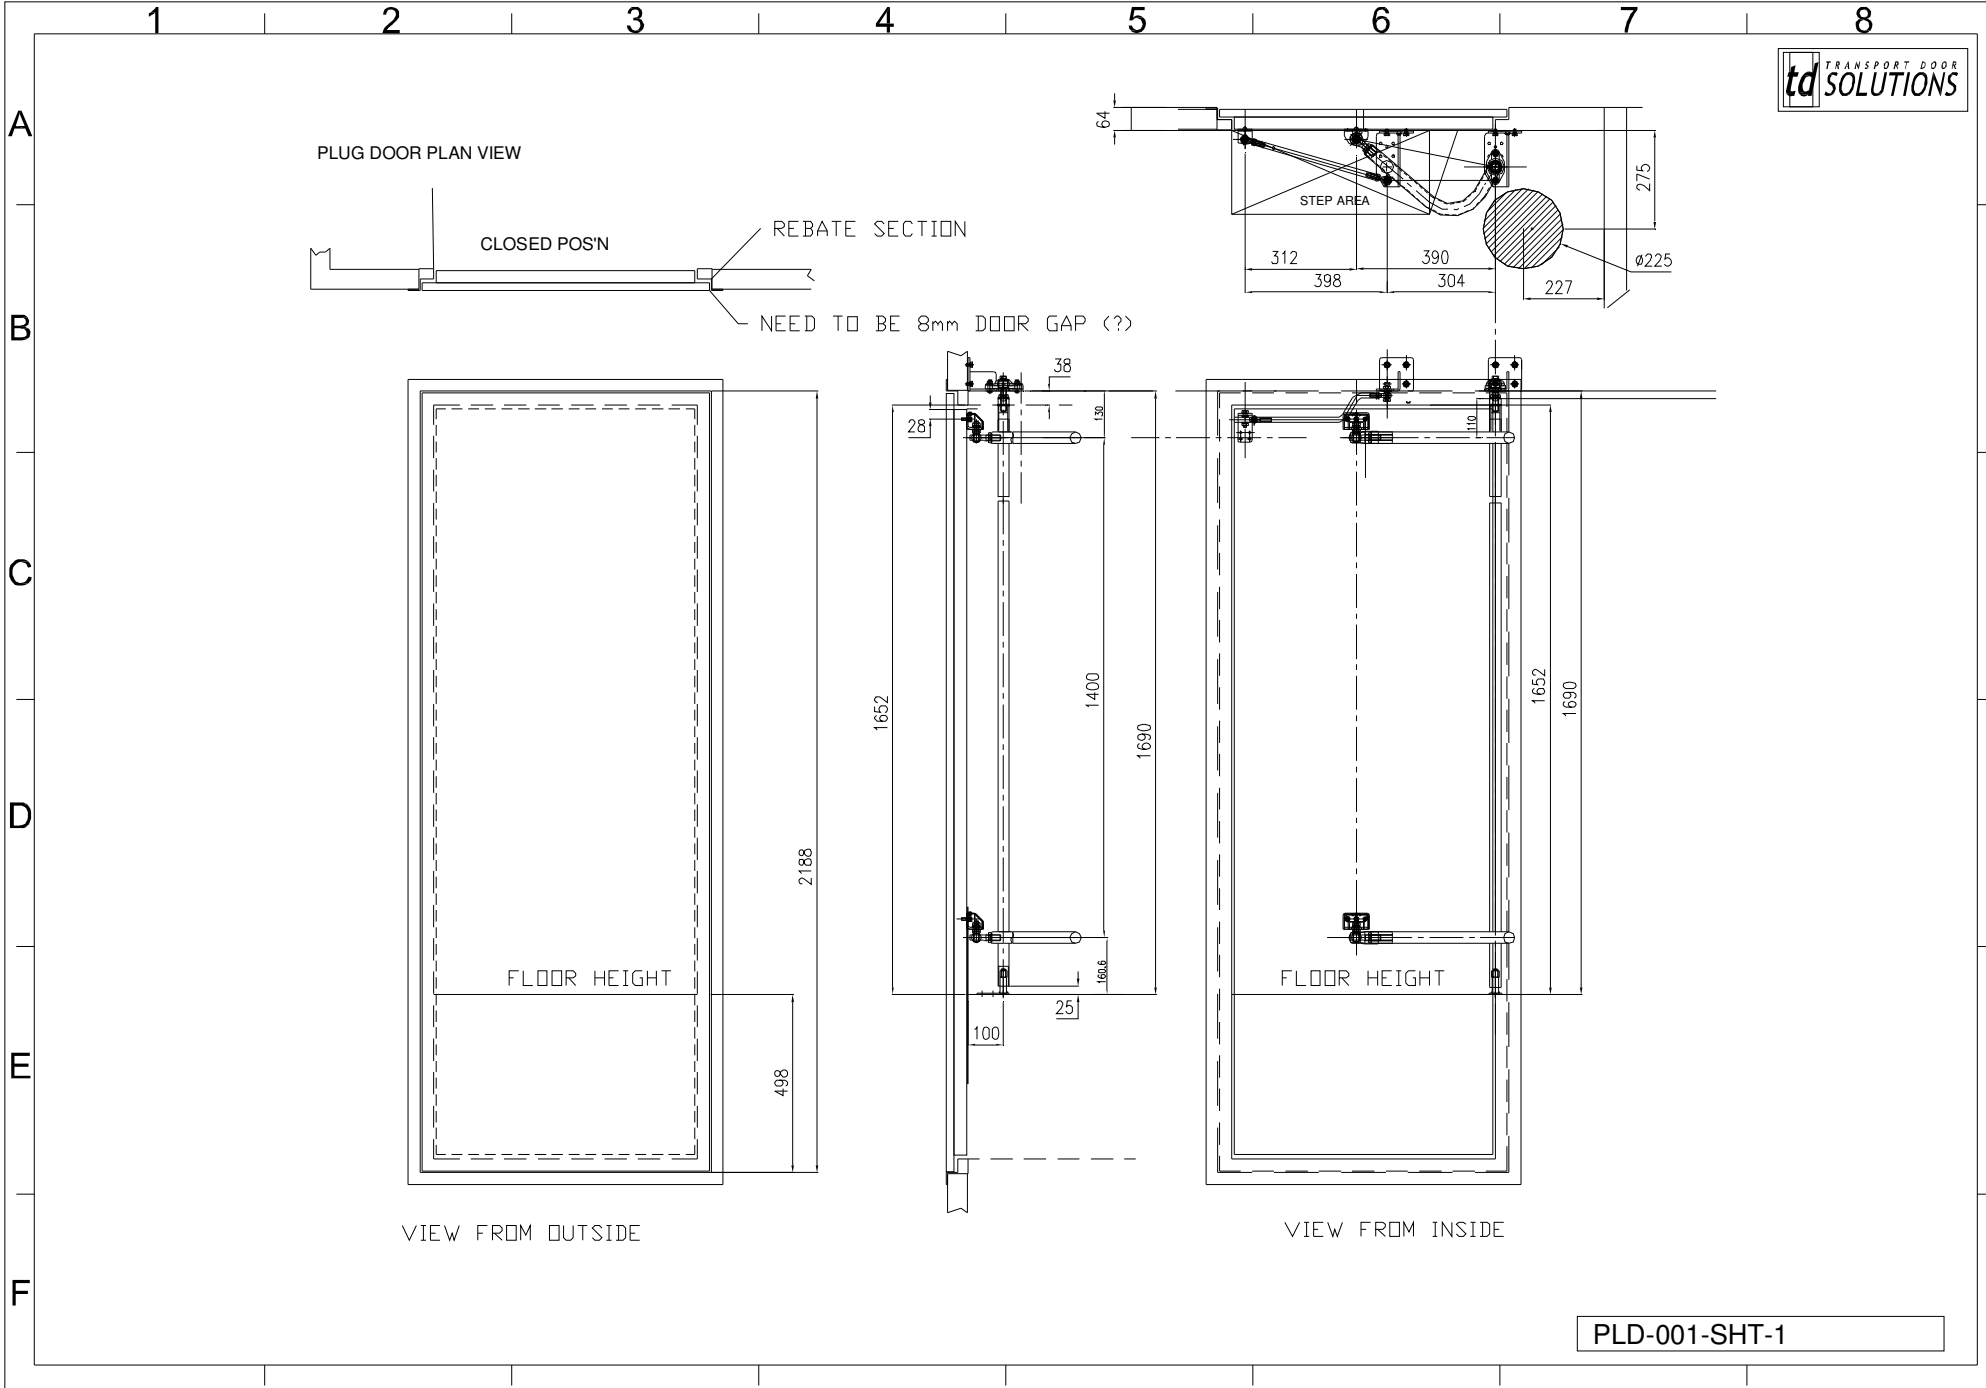 1 2 3 4 5 6 7 8
A
B
C
D
E
F
td TRANSPORT DOOR
SOLUTIONS
PLUG DOOR PLAN VIEW
CLOSED POS'N
REBATE SECTION
NEED TO BE 8mm DOOR GAP (?)
64
STEP AREA
275
312
390
398
304
ø225
227
FLOOR HEIGHT
2188
498
VIEW FROM OUTSIDE
38
130
28
1652
1400
1690
160.6
25
100
110
1652
1690
FLOOR HEIGHT
VIEW FROM INSIDE
PLD-001-SHT-1